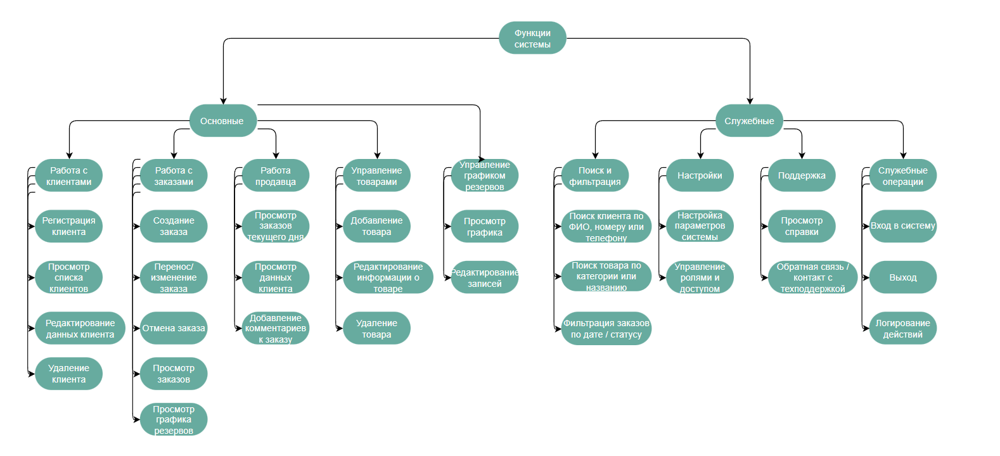 Функции
системы
Основные
Служебные
Работа с
клиентами
Работа с
заказами
Работа
продавца
Управление
товарами
Управление
графиком
резервов
Поиск и
фильтрация
Настройки
Поддержка
Служебные
операции
Регистрация
клиента
Создание
заказа
Просмотр
заказов
текущего дня
Добавление
товара
Просмотр
графика
Поиск клиента по
ФИО, номеру или
телефону
Настройка
параметров
системы
Просмотр
справки
Вход в систему
Просмотр
списка
клиентов
Перенос/
изменение
заказа
Просмотр
данных
клиента
Редактирование
информации о
товаре
Редактирование
записей
Поиск товара по
категории или
названию
Управление
ролями и
доступом
Обратная связь /
контакт с
техподдержкой
Выход
Редактирование
данных клиента
Отмена заказа
Добавление
комментариев
к заказу
Удаление
товара
Фильтрация заказов
по дате / статусу
Логирование
действий
Удаление
клиента
Просмотр
заказов
Просмотр
графика
резервов